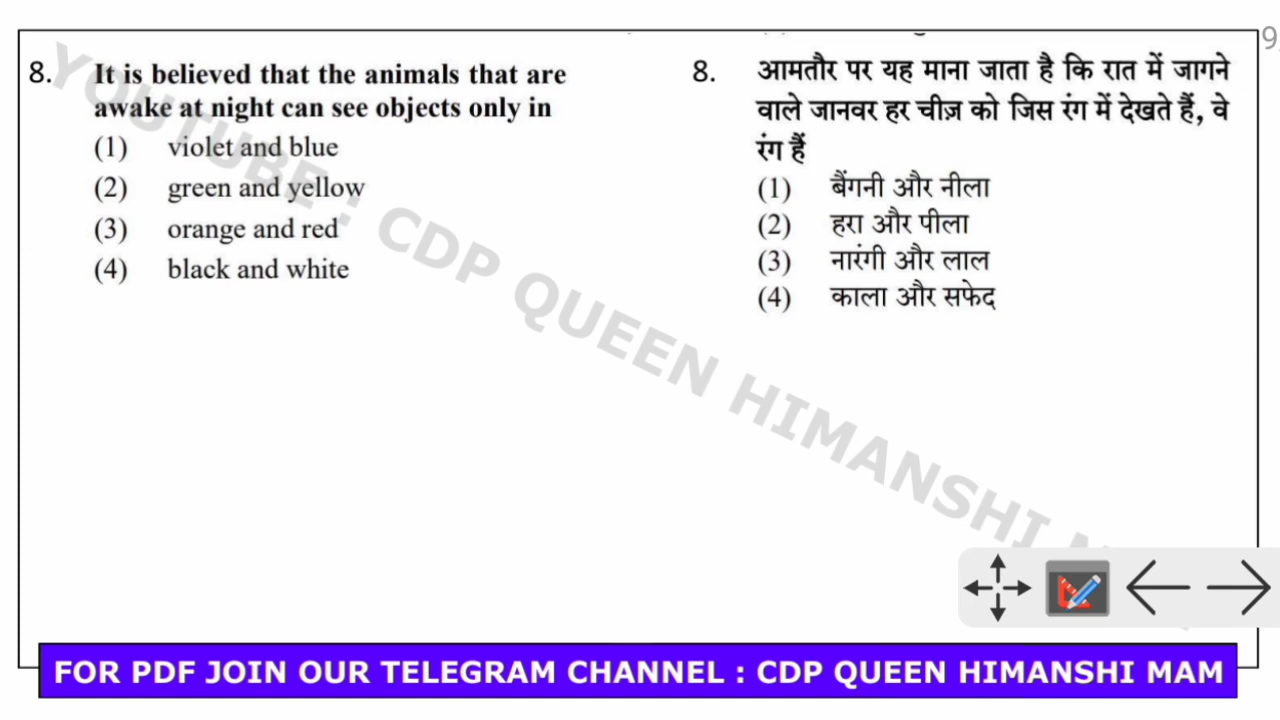 8. It is believed that the animals that are
awake at night can see objects only in
(1) violet and blue
(2) green and yellow
(3) orange and red
(4) black and white
8. आमतौर पर यह माना जाता है कि रात में जागने
वाले जानवर हर चीज़ को जिस रंग में देखते हैं, वे
रंग हैं
(1) बैंगनी और नीला
(2) हरा और पीला
(3) नारंगी और लाल
(4) काला और सफेद
YOUTUBE : CDP QUEEN HIMANSHI
FOR PDF JOIN OUR TELEGRAM CHANNEL : CDP QUEEN HIMANSHI MAM